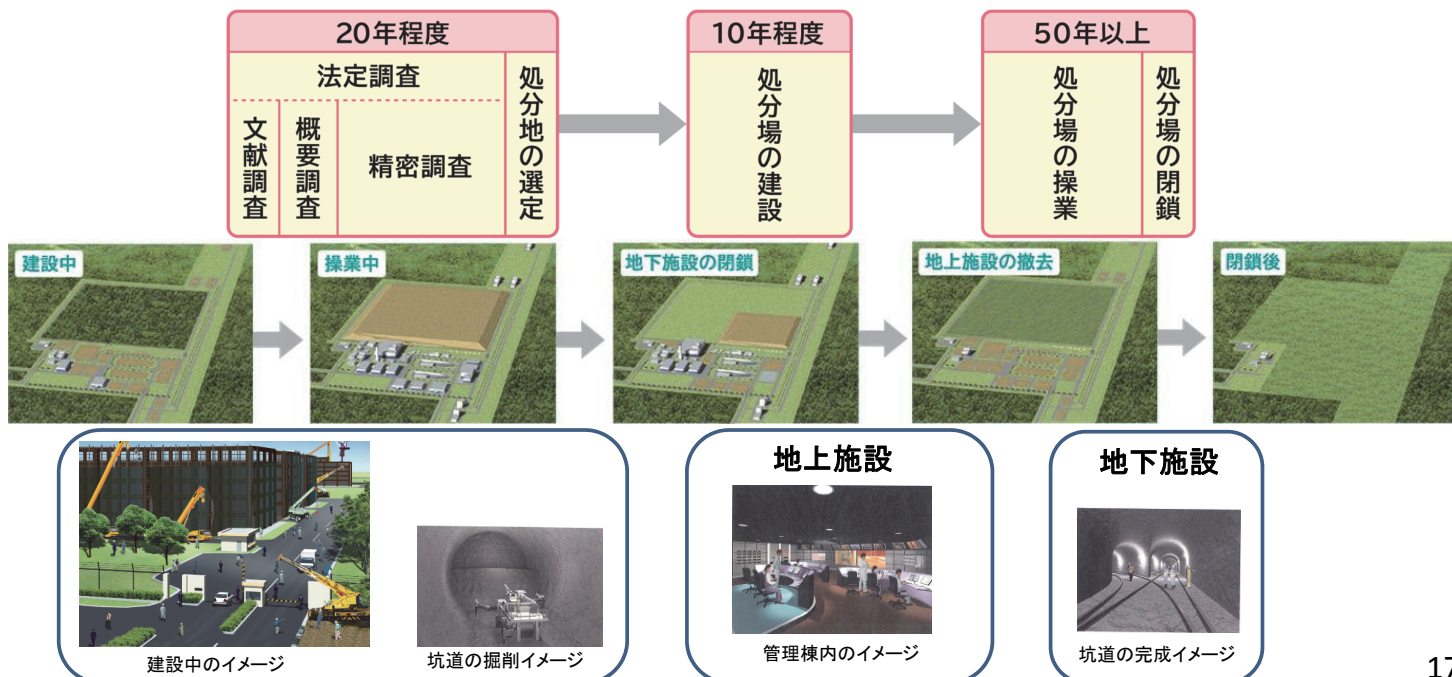 20年程度
法定調査
文献調査
概要調査
精密調査
処分地の選定
10年程度
処分場の建設
50年以上
処分場の操業
処分場の閉鎖
建設中
操業中
地下施設の閉鎖
地上施設の撤去
閉鎖後
建設中のイメージ
坑道の掘削イメージ
地上施設
管理棟内のイメージ
地下施設
坑道の完成イメージ
17